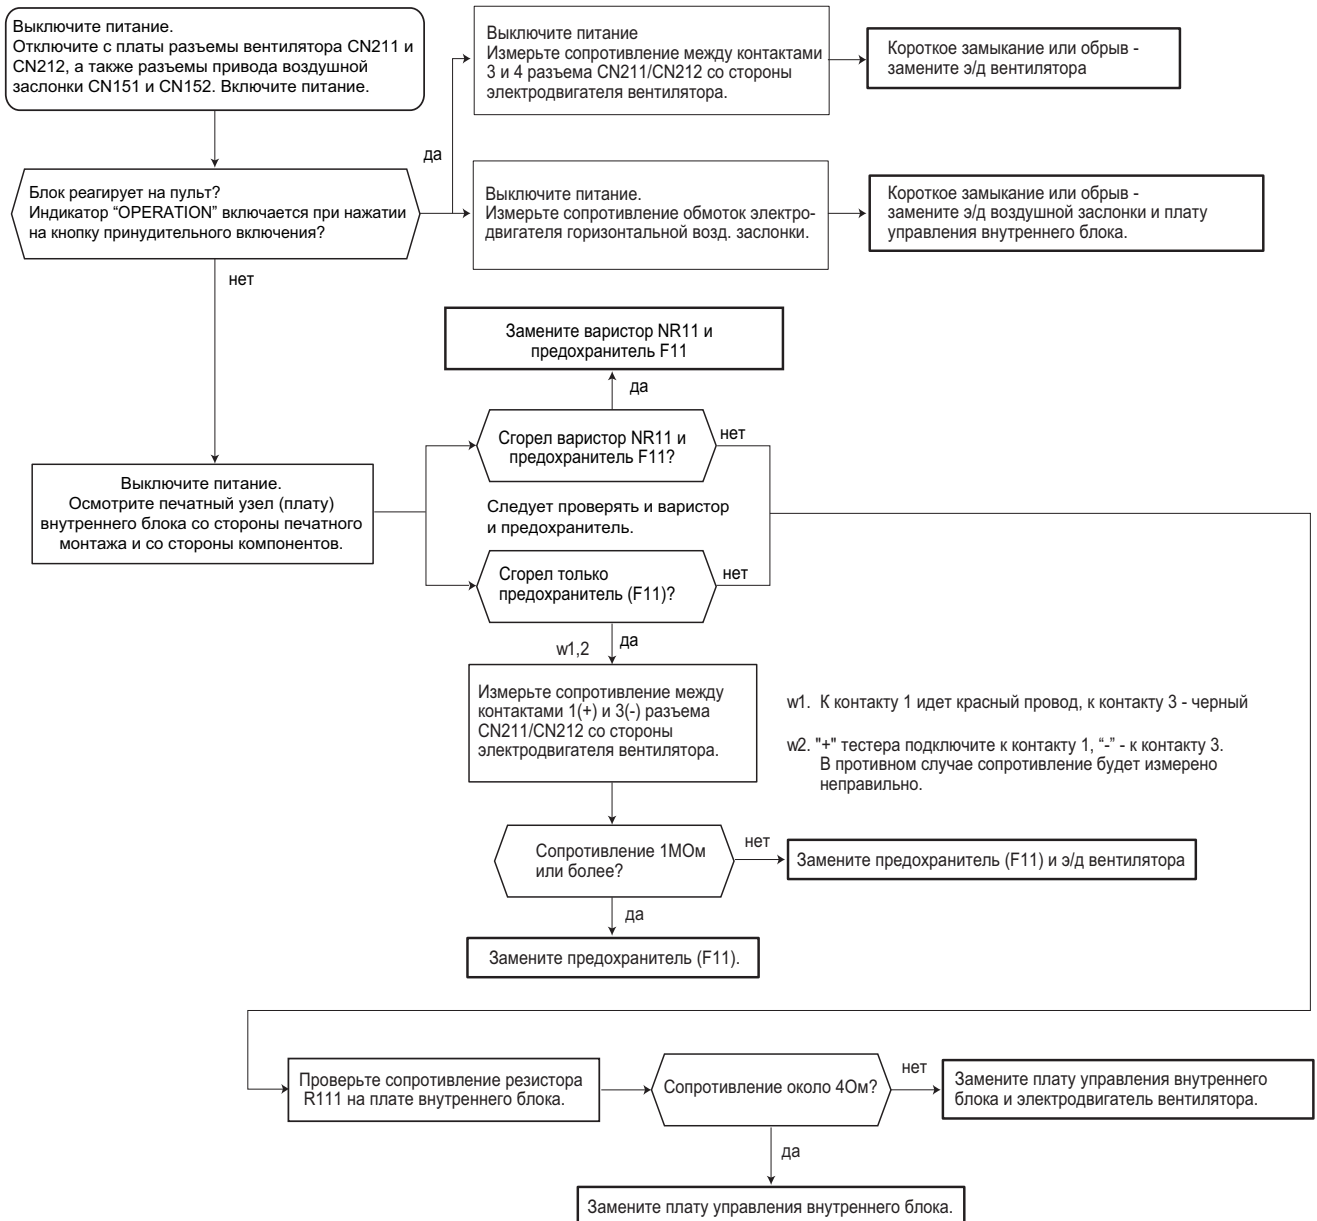 Выключите питание.
Отключите с платы разъемы вентилятора CN211 и
CN212, а также разъемы привода воздушной
заслонки CN151 и CN152. Включите питание.
да
Выключите питание
Измерьте сопротивление между контактами
3 и 4 разъема CN211/CN212 со стороны
электродвигателя вентилятора.
Короткое замыкание или обрыв -
замените э/д вентилятора
Блок реагирует на пульт?
Индикатор “OPERATION” включается при нажатии
на кнопку принудительного включения?
Выключите питание.
Измерьте сопротивление обмоток электро-
двигателя горизонтальной возд. заслонки.
Короткое замыкание или обрыв -
замените э/д воздушной заслонки и плату
управления внутреннего блока.
нет
Замените варистор NR11 и
предохранитель F11
да
Сгорел варистор NR11 и
предохранитель F11?
нет
Выключите питание.
Осмотрите печатный узел (плату)
внутреннего блока со стороны печатного
монтажа и со стороны компонентов.
Следует проверять и варистор
и предохранитель.
Сгорел только
предохранитель (F11)?
нет
w1,2
да
Измерьте сопротивление между
контактами 1(+) и 3(-) разъема
CN211/CN212 со стороны
электродвигателя вентилятора.
w1. К контакту 1 идет красный провод, к контакту 3 - черный
w2. "+" тестера подключите к контакту 1, “-” - к контакту 3.
В противном случае сопротивление будет измерено
неправильно.
Сопротивление 1МОм
или более?
нет
Замените предохранитель (F11) и э/д вентилятора
да
Замените предохранитель (F11).
Проверьте сопротивление резистора
R111 на плате внутреннего блока.
Сопротивление около 4Ом?
нет
Замените плату управления внутреннего
блока и электродвигатель вентилятора.
да
Замените плату управления внутреннего блока.